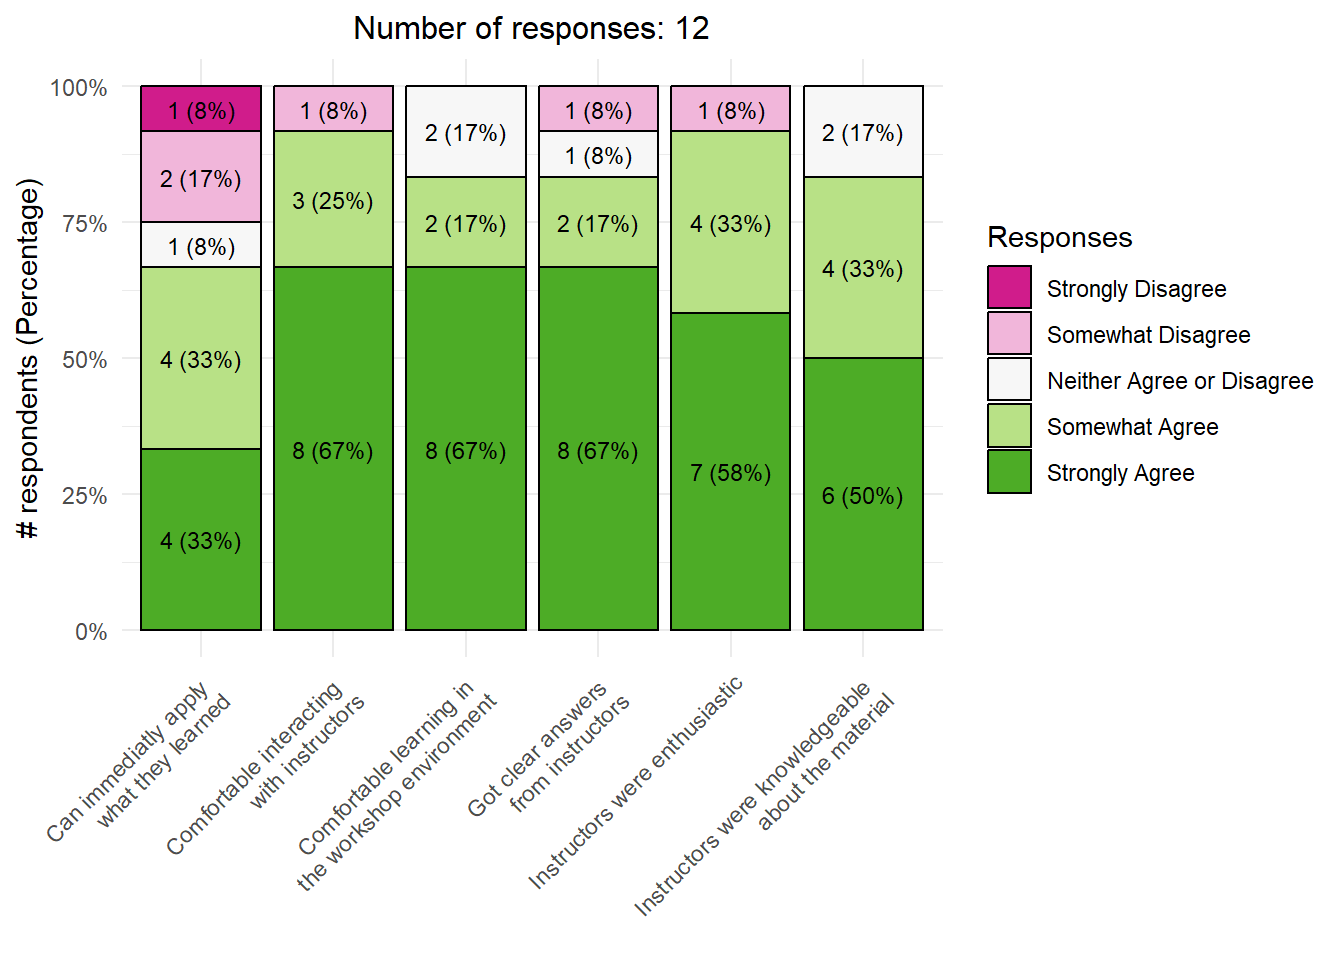 Number of responses: 12
# respondents (Percentage)
100%
75%
50%
25%
0%
1 (8%)
2 (17%)
1 (8%)
4 (33%)
4 (33%)
1 (8%)
3 (25%)
8 (67%)
2 (17%)
2 (17%)
8 (67%)
1 (8%)
1 (8%)
2 (17%)
8 (67%)
1 (8%)
4 (33%)
7 (58%)
2 (17%)
4 (33%)
6 (50%)
Can immediatly apply
what they learned
Comfortable interacting
with instructors
Comfortable learning in
the workshop environment
Got clear answers
from instructors
Instructors were enthusiastic
Instructors were knowledgeable
about the material
Responses
Strongly Disagree
Somewhat Disagree
Neither Agree or Disagree
Somewhat Agree
Strongly Agree